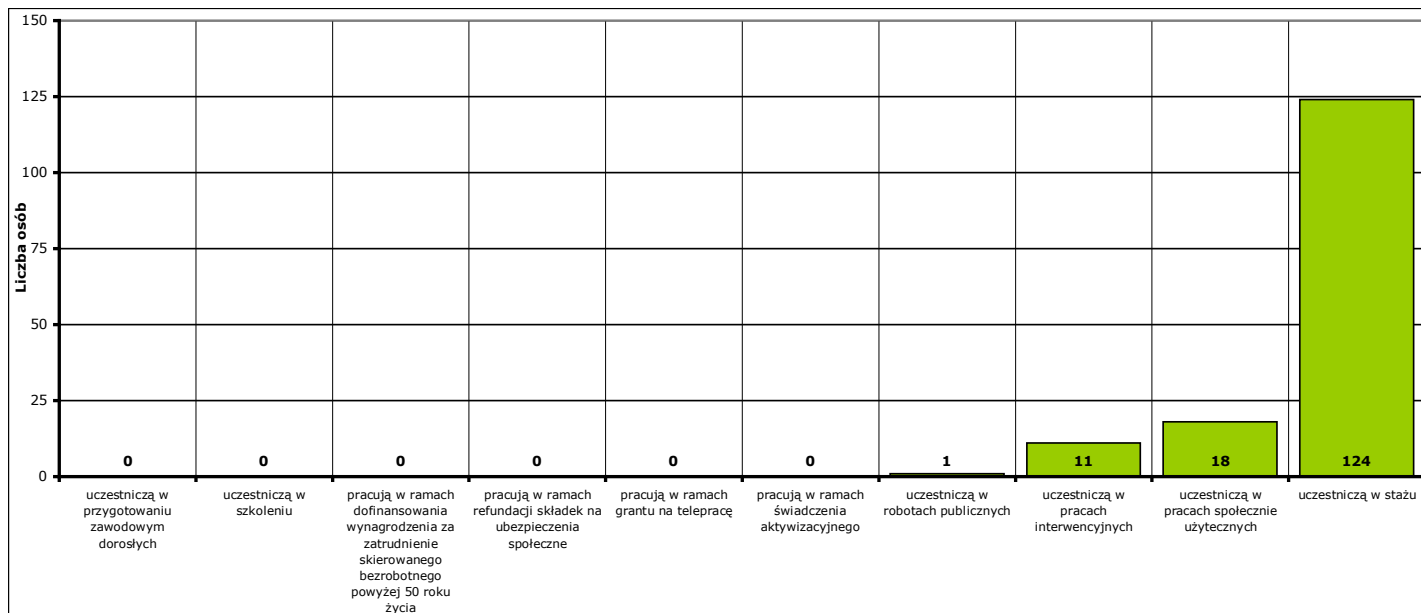 150
125
100
75
50
25
0
Liczba osób
0
0
0
0
0
0
1
11
18
124
uczestniczą w
przygotowaniu
zawodowym
dorosłych
uczestniczą w
szkoleniu
pracują w ramach
dofinansowania
wynagrodzenia za
zatrudnienie
skierowanego
bezrobotnego
powyżej 50 roku
życia
pracują w ramach
refundacji składek na
ubezpieczenia
społeczne
pracują w ramach
grantu na telepracę
pracują w ramach
świadczenia
aktywizacyjnego
uczestniczą w
robotach publicznych
uczestniczą w
pracach
interwencyjnych
uczestniczą w
pracach społecznie
użytecznych
uczestniczą w stażu